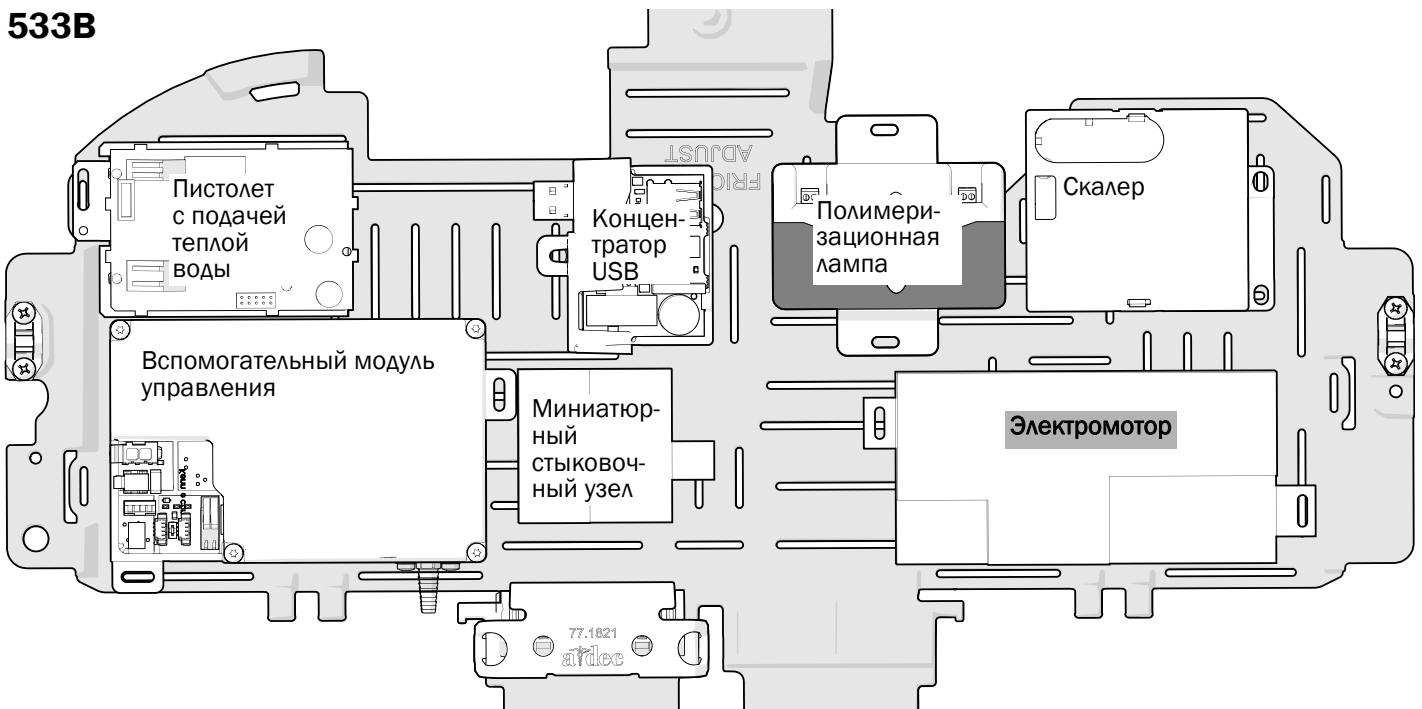 533B
FRIC
ADJUST
Пистолет
с подачей
теплой
воды
Концен-
тратор
USB
Полимери-
зационная
лампа
Скалер
Вспомогательный модуль
управления
Миниатюр-
ный
стыковоч-
ный узел
Электромотор
77.1821
a-dec